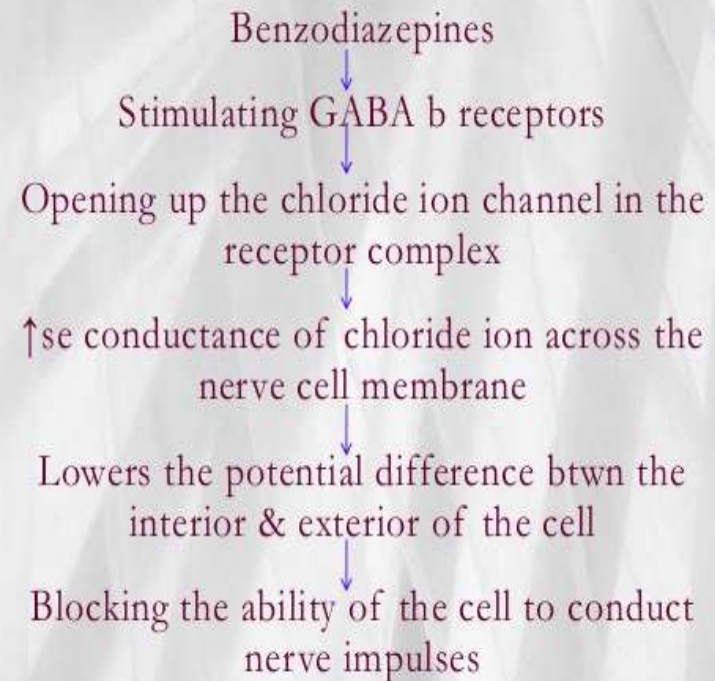 Benzodiazepines
Stimulating GABA b receptors
Opening up the chloride ion channel in the
receptor complex
↑se conductance of chloride ion across the
nerve cell membrane
Lowers the potential difference btwn the
interior & exterior of the cell
Blocking the ability of the cell to conduct
nerve impulses